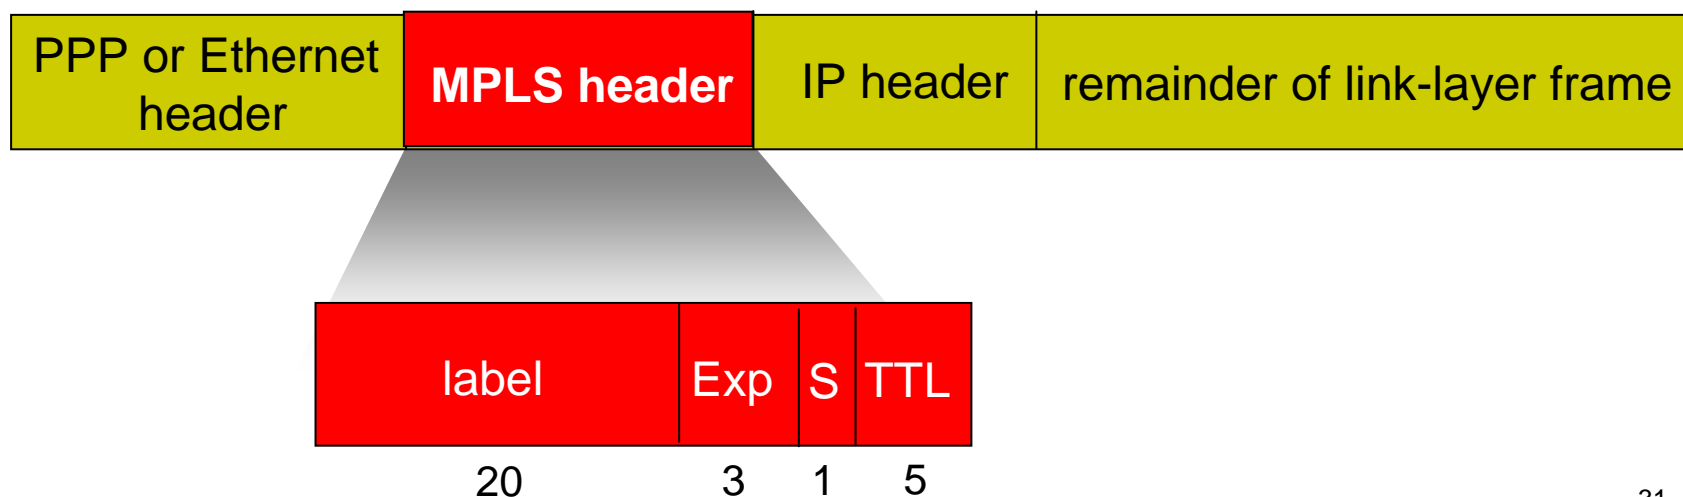 PPP or Ethernet
header
MPLS header
IP header
remainder of link-layer frame
label
Exp
S
TTL
20
3
1
5
21